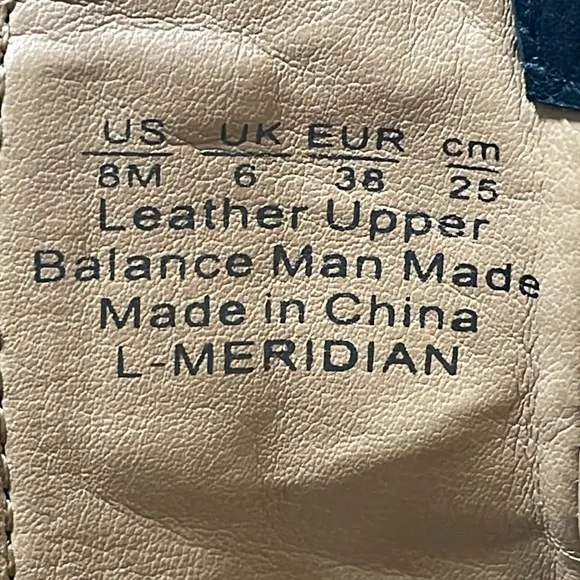 US UK EUR cm
8M 6 38 25
Leather Upper
Balance Man Made
Made in China
L-MERIDIAN